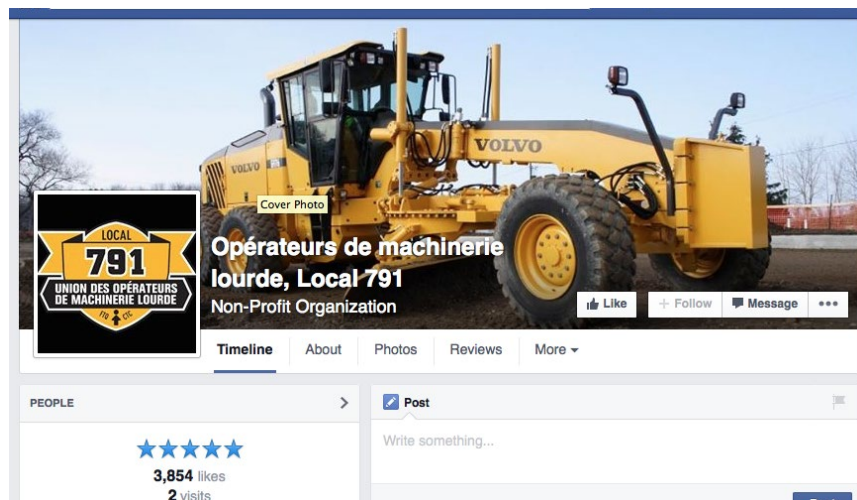 VOLVO
VOLVO
Cover Photo
LOCAL
791
UNION DES OPÉRATEURS
DE MACHINERIE LOURDE
FTQ CTC
Opérateurs de machinerie
lourde, Local 791
Non-Profit Organization
Like
+ Follow
Message
Timeline
About
Photos
Reviews
More
PEOPLE
3,854 likes
2 visits
Post
Write something...